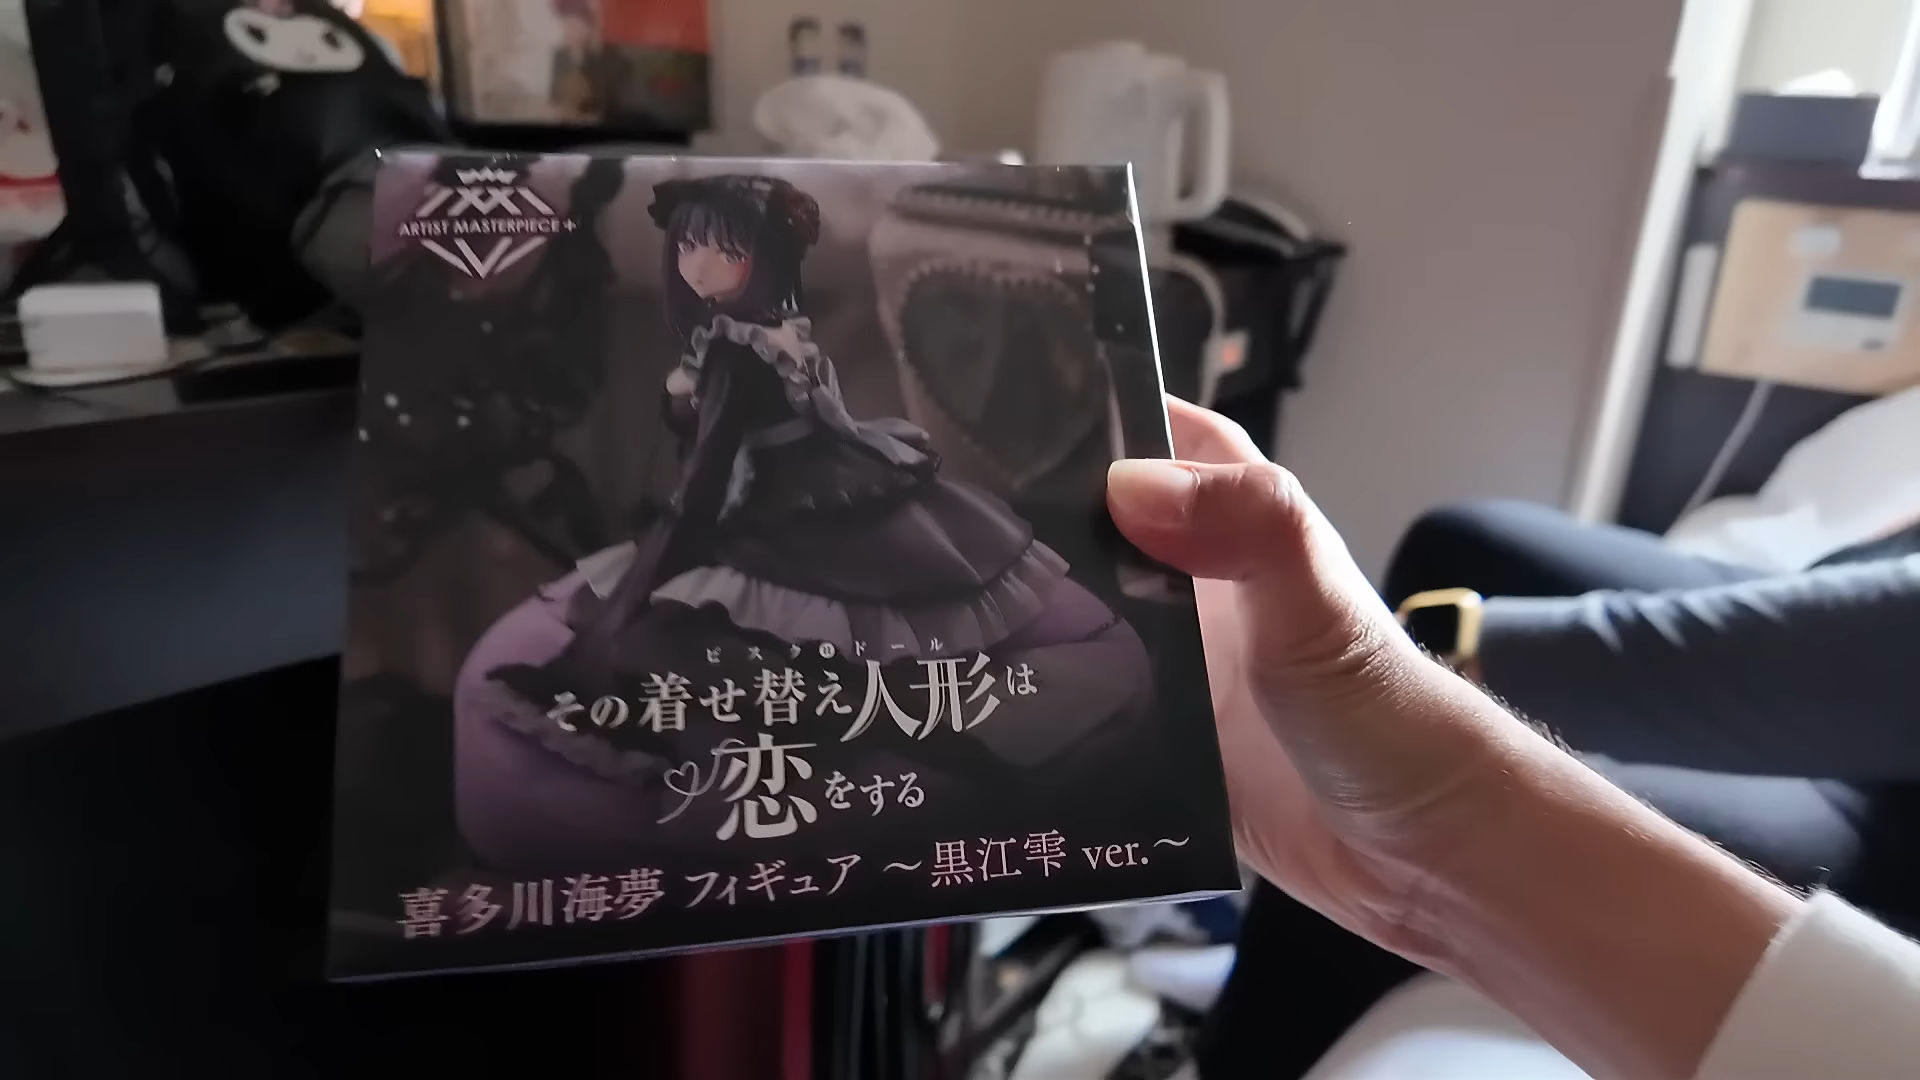 ARTIST MASTERPIECE+
ビスク・ドール
その着せ替え人形は
恋をする
喜多川海夢 フィギュア ～黒江雫 ver.～